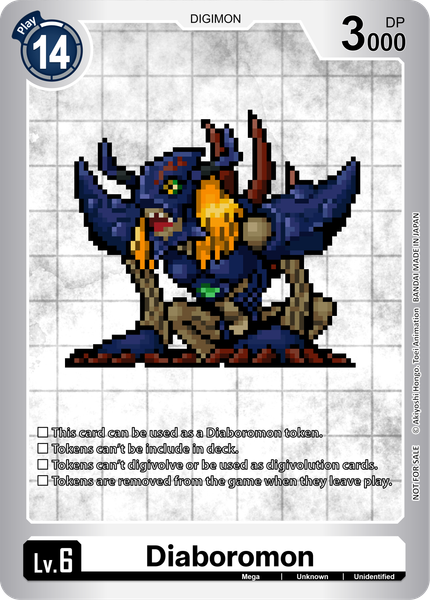 Play
14
DIGIMON
DP
3000
□ This card can be used as a Diaboromon token.
□ Tokens can't be include in deck.
□ Tokens can't digivolve or be used as digivolution cards.
□ Tokens are removed from the game when they leave play.
NOT FOR SALE © Akiyoshi Hongo, Toei Animation BANDAI MADE IN JAPAN
Lv.6
Diaboromon
Mega | Unknown | Unidentified